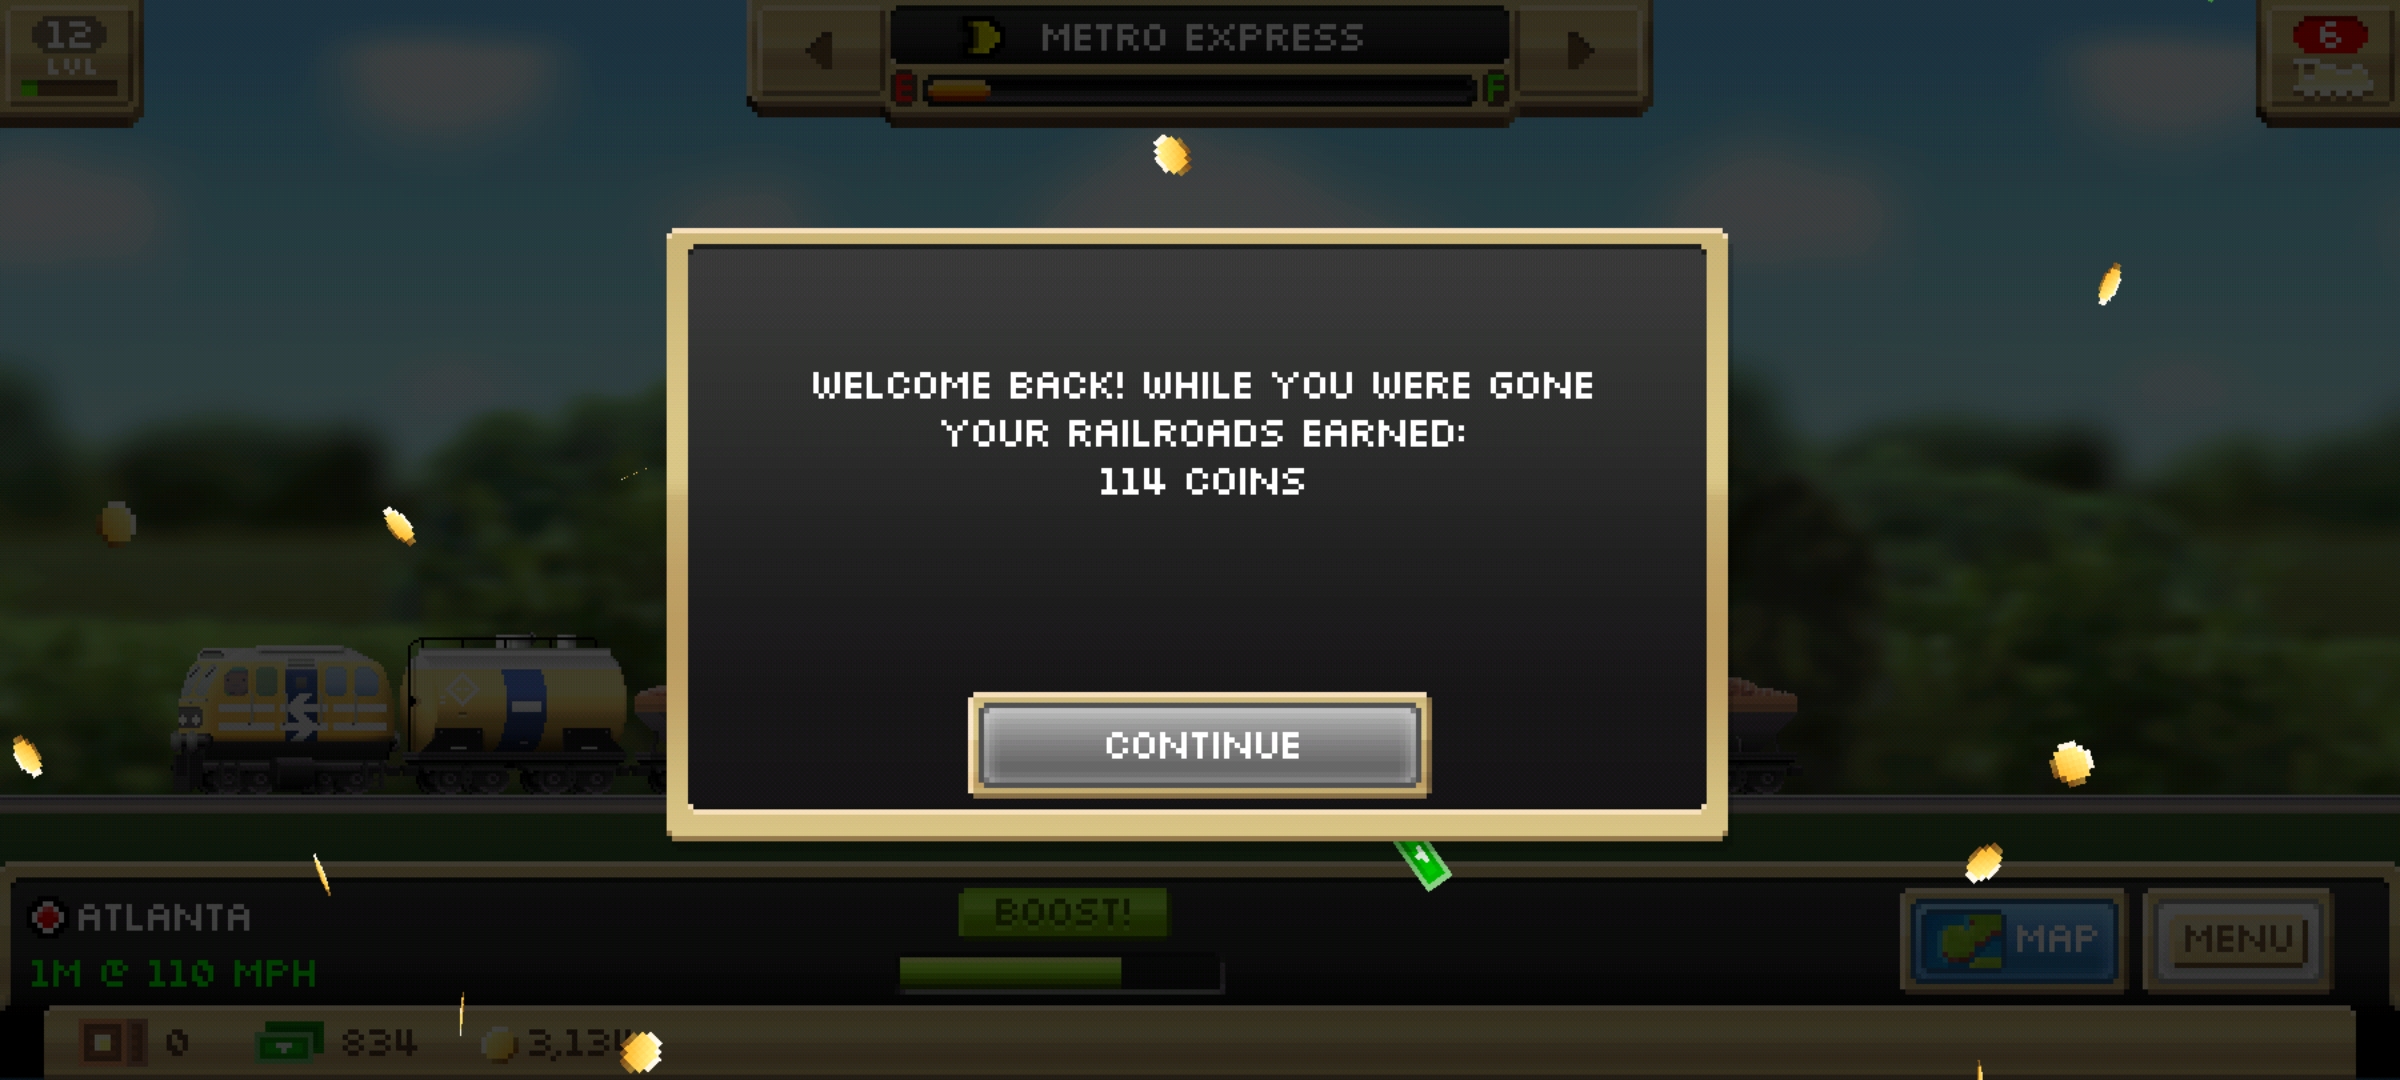 12
LVL
METRO EXPRESS
E F
6
WELCOME BACK! WHILE YOU WERE GONE
YOUR RAILROADS EARNED:
114 COINS
CONTINUE
ATLANTA
1M @ 110 MPH
BOOST!
MAP
MENU
0
834